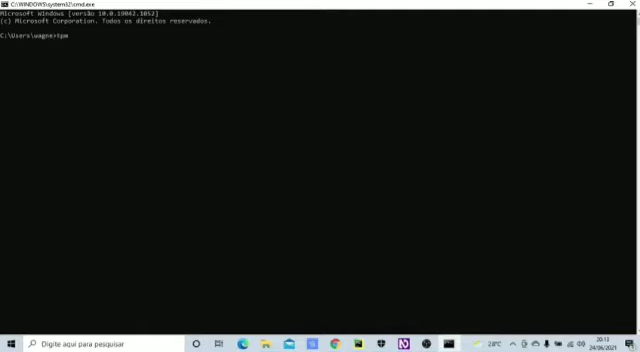 C:\WINDOWS\system32\cmd.exe
Microsoft Windows [versão 10.0.19042.1052]
(c) Microsoft Corporation. Todos os direitos reservados.
C:\Users\wagne>tpm
Digite aqui para pesquisar
28°C
20:13
24/06/2021